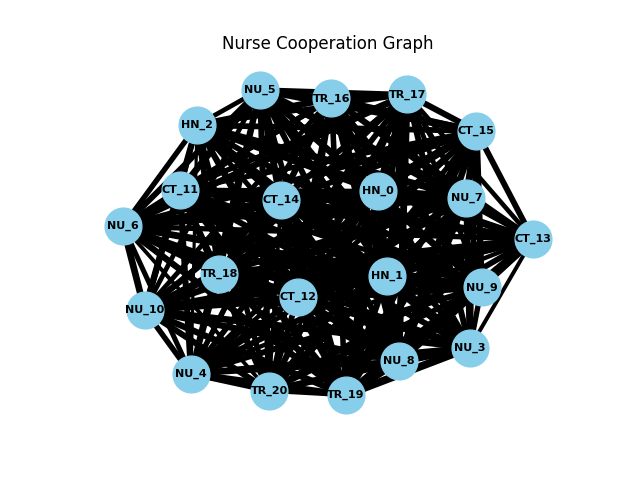 Nurse Cooperation Graph
NU_5
TR_16
TR_17
HN_2
CT_15
CT_11
CT_14
HN_0
NU_7
NU_6
CT_13
TR_18
HN_1
CT_12
NU_9
NU_10
NU_3
NU_8
NU_4
TR_20
TR_19